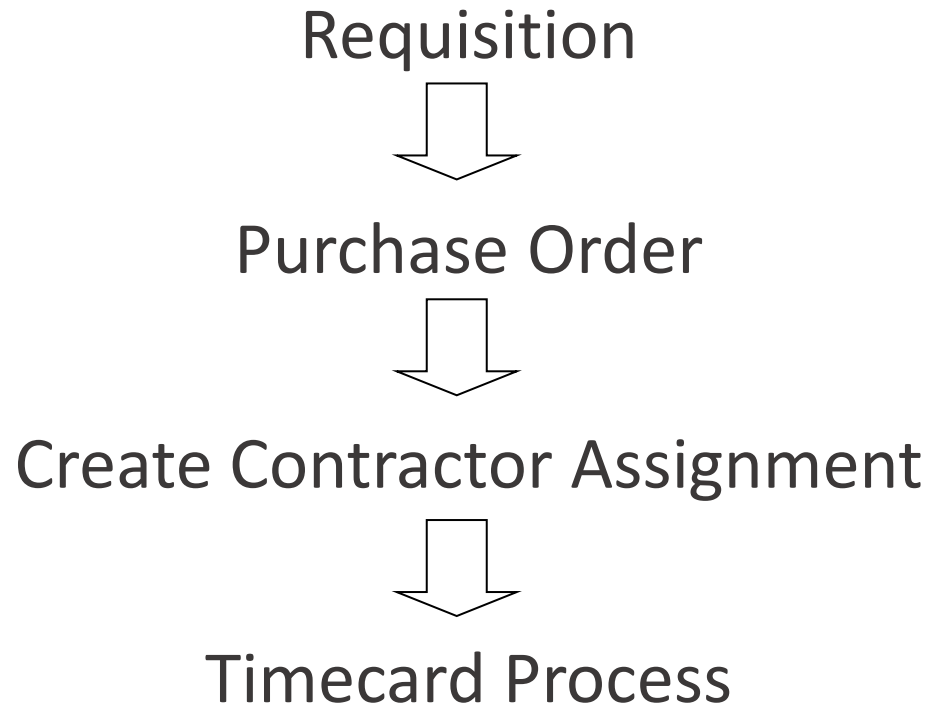 Requisition
Purchase Order
Create Contractor Assignment
Timecard Process